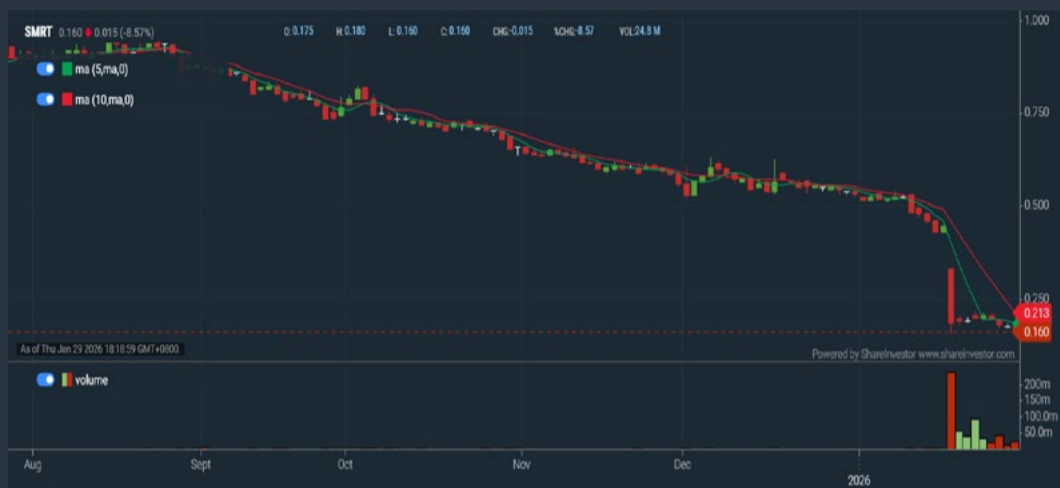 1.000
SMRT 0.160 0.015 (-8.57%) O: 0.175 H: 0.180 L: 0.160 C: 0.160 CHG:-0.015 %CHG:-8.57 VOL:24.8 M
ma (5,ma,0)
ma (10,ma,0)
0.750
0.500
0.250
0.213
0.160
As of Thu Jan 29 2026 18:18:59 GMT+0800.
Powered by ShareInvestor www.shareinvestor.com
volume
200m
150m
100.0m
50.0m
Aug Sept Oct Nov Dec
2026